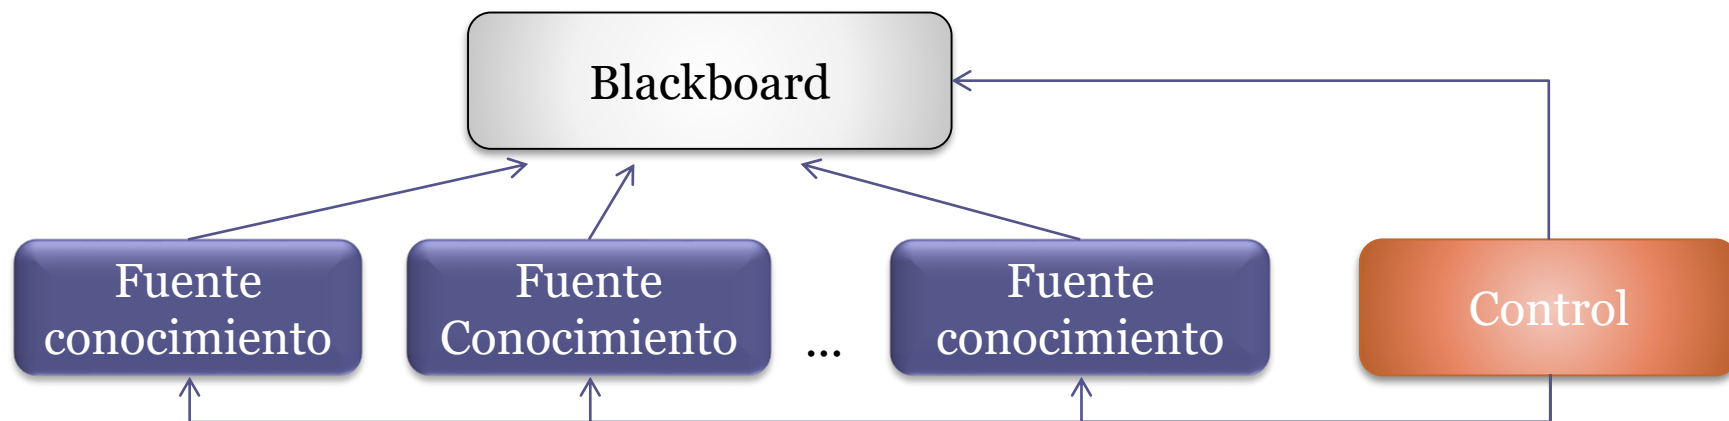 Blackboard
Fuente
conocimiento
Fuente
Conocimiento
...
Fuente
conocimiento
Control